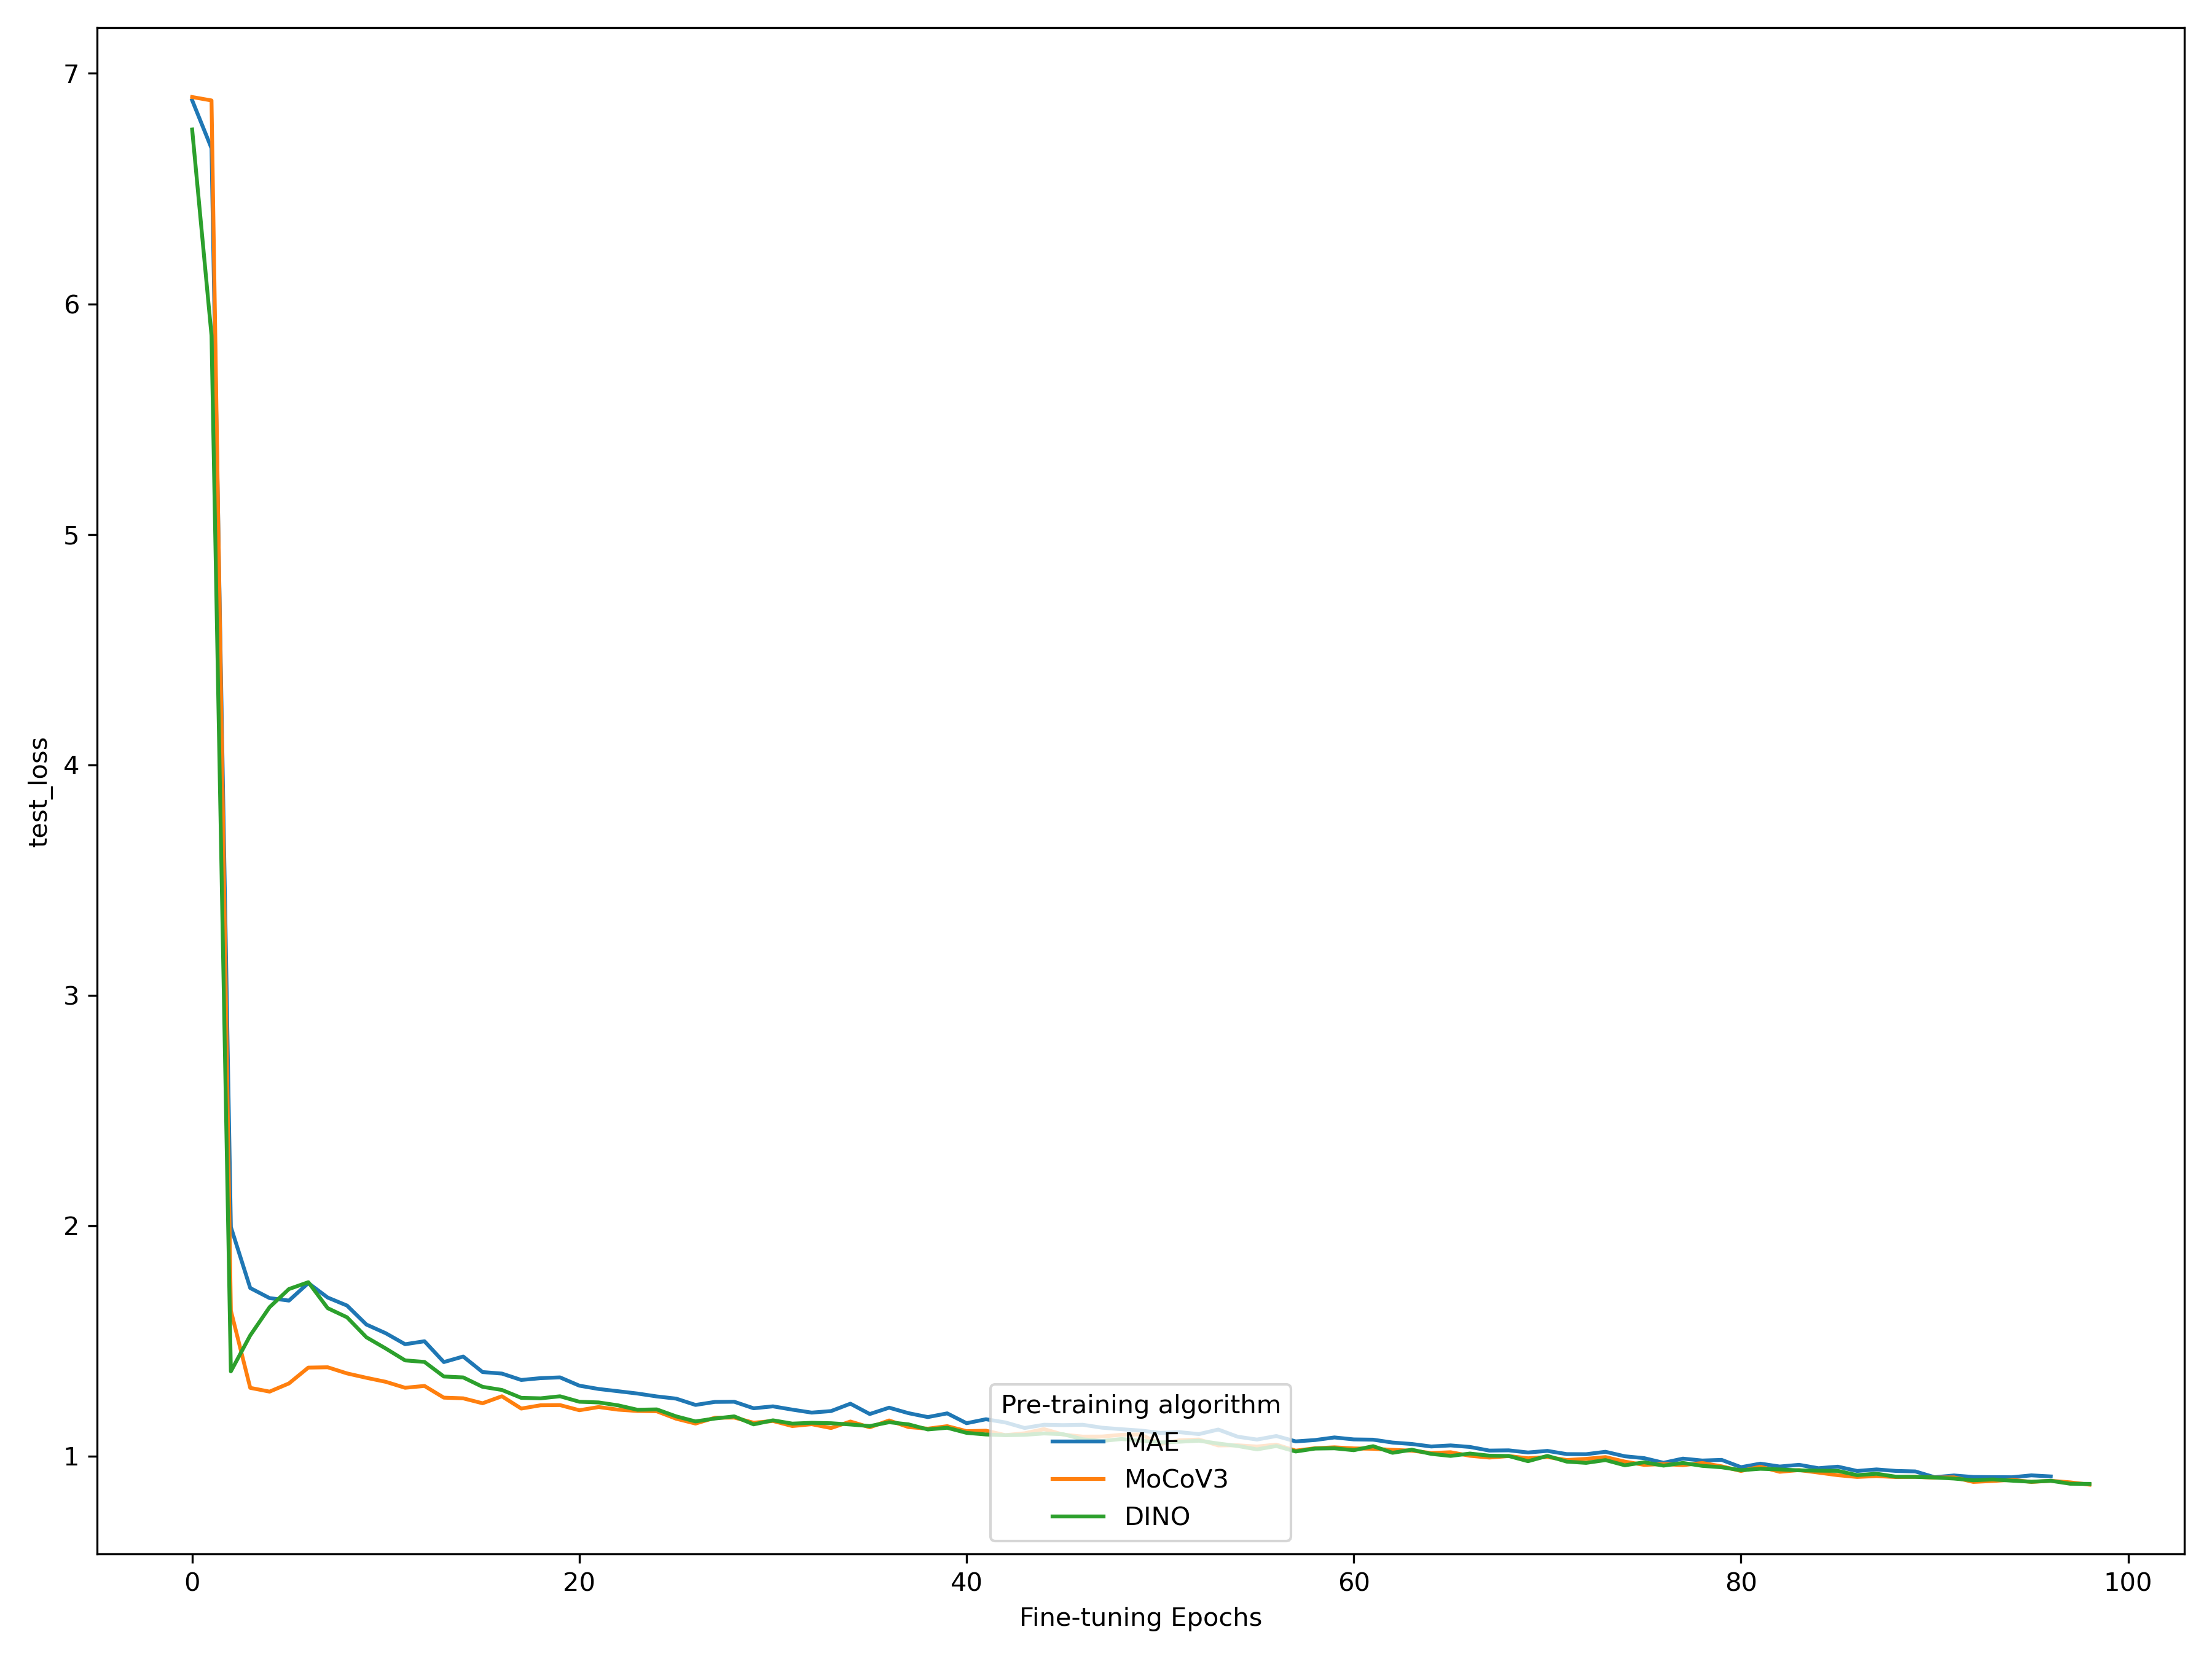 7
6
5
4
3
2
1
test_loss
0 20 40 60 80 100
Fine-tuning Epochs
Pre-training algorithm
MAE
MoCoV3
DINO